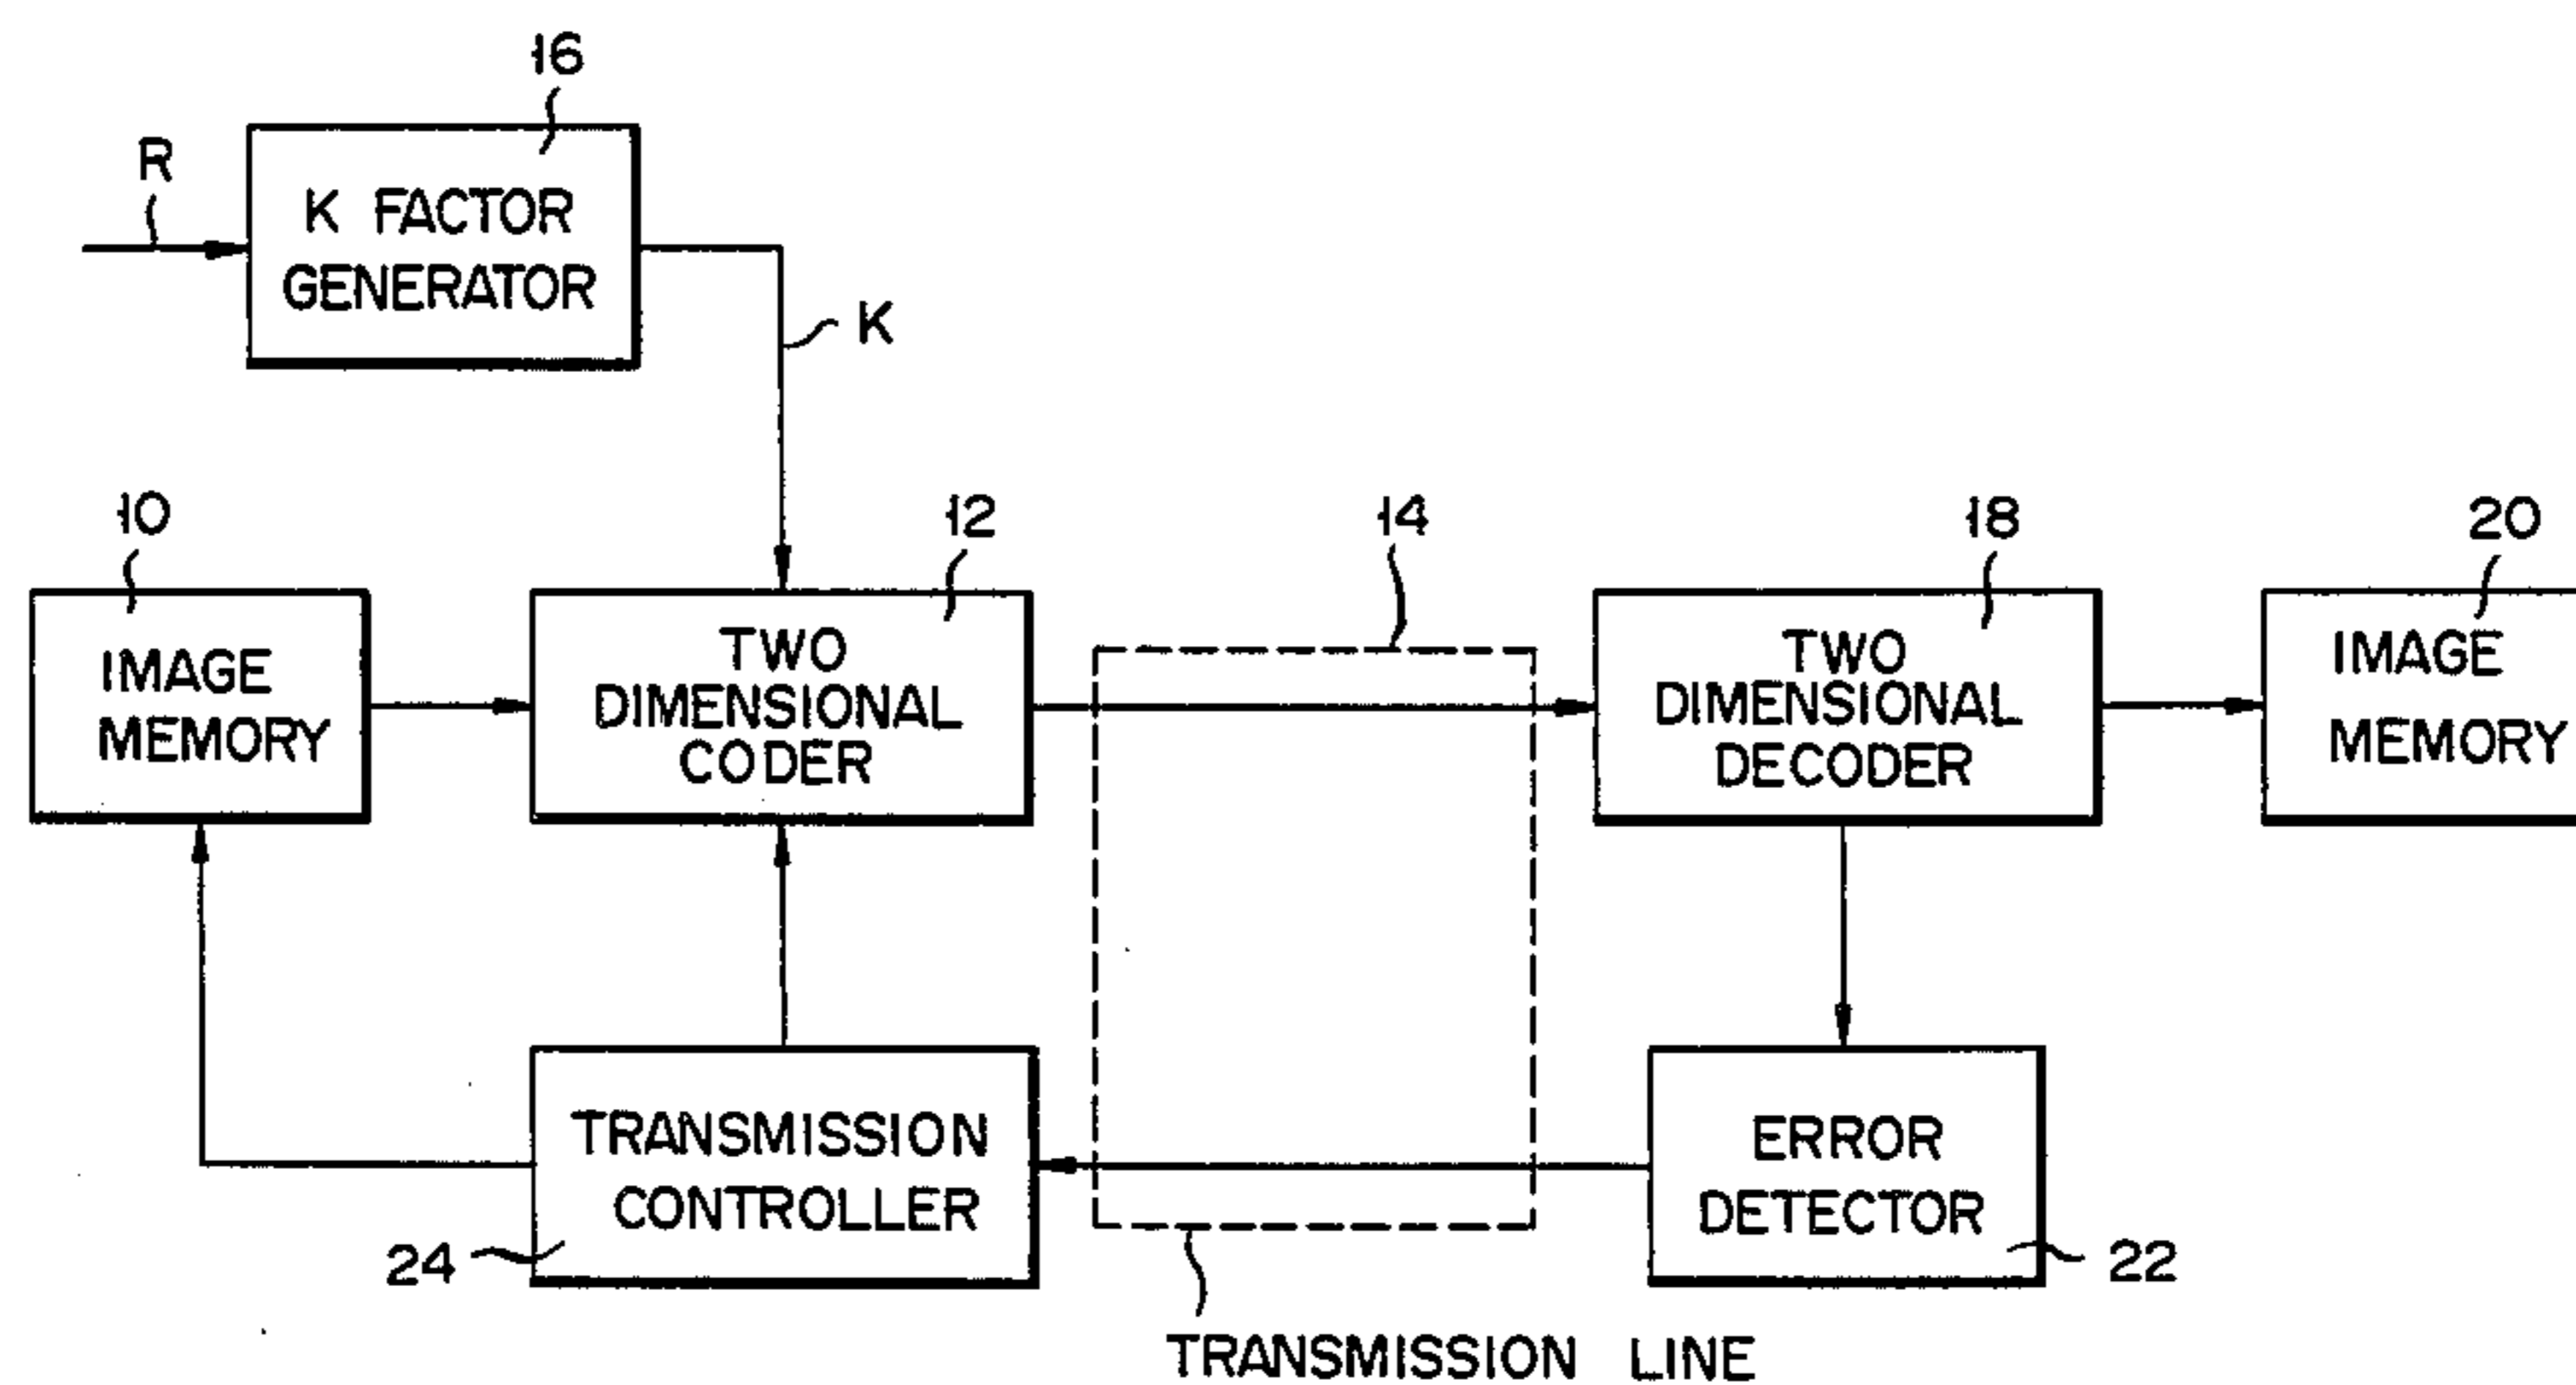 16
R
K FACTOR
GENERATOR
K
10
12
14
18
20
IMAGE
MEMORY
TWO
DIMENSIONAL
CODER
TWO
DIMENSIONAL
DECODER
IMAGE
MEMORY
TRANSMISSION
CONTROLLER
24
ERROR
DETECTOR
22
TRANSMISSION LINE